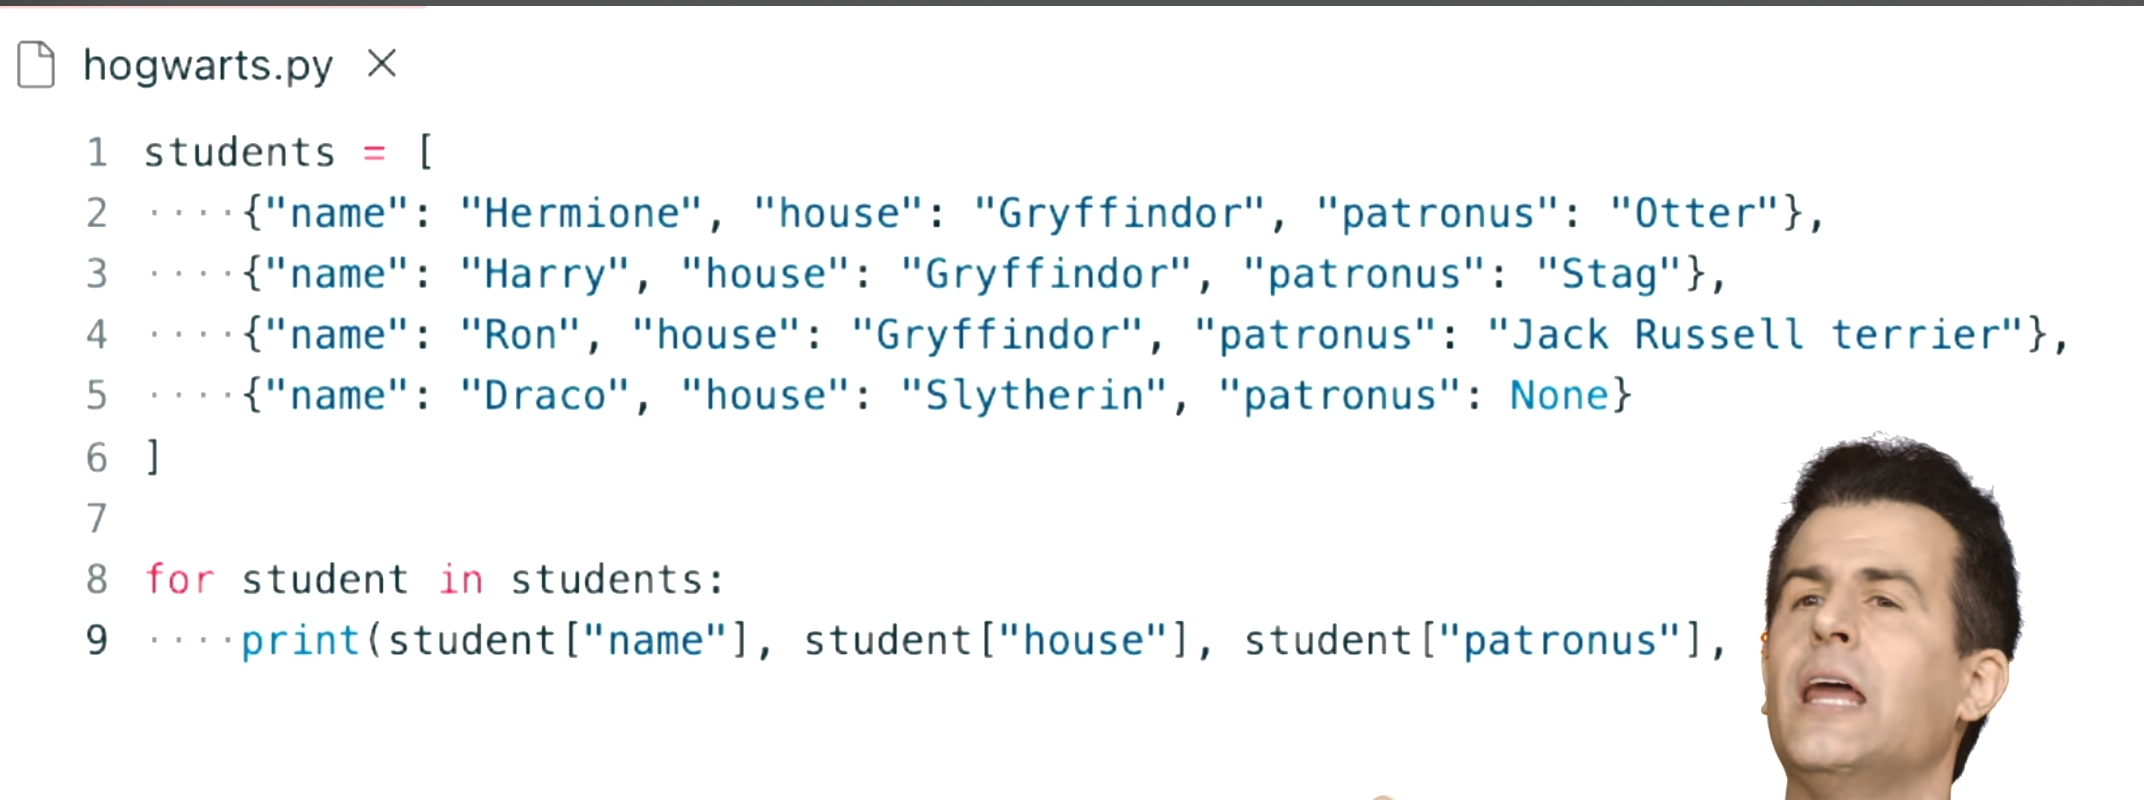 hogwarts.py
1 students = [
2 ····{"name": "Hermione", "house": "Gryffindor", "patronus": "Otter"},
3 ····{"name": "Harry", "house": "Gryffindor", "patronus": "Stag"},
4 ····{"name": "Ron", "house": "Gryffindor", "patronus": "Jack Russell terrier"},
5 ····{"name": "Draco", "house": "Slytherin", "patronus": None}
6 ]
7
8 for student in students:
9 ····print(student["name"], student["house"], student["patronus"],